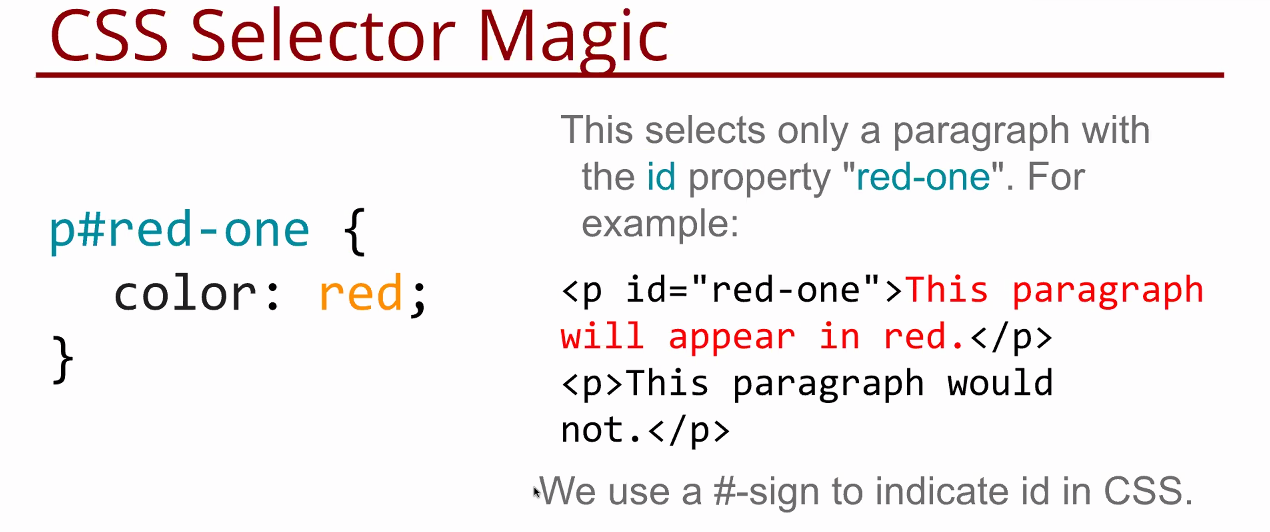 CSS Selector Magic
p#red-one {
color: red;
}
This selects only a paragraph with
the id property "red-one". For
example:
<p id="red-one">This paragraph
will appear in red.</p>
<p>This paragraph would
not.</p>
We use a #-sign to indicate id in CSS.